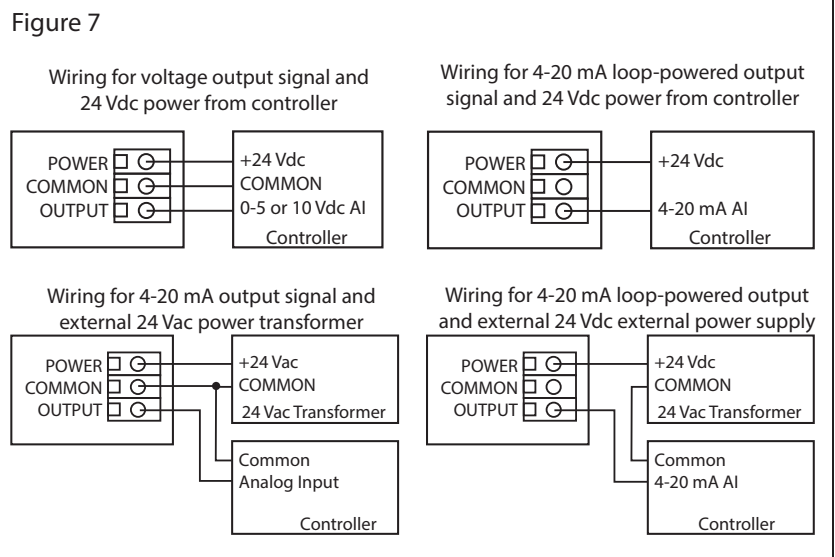 Figure 7
Wiring for voltage output signal and
24 Vdc power from controller
POWER
COMMON
OUTPUT
+24 Vdc
COMMON
0-5 or 10 Vdc AI
Controller
Wiring for 4-20 mA loop-powered output
signal and 24 Vdc power from controller
POWER
COMMON
OUTPUT
+24 Vdc
4-20 mA AI
Controller
Wiring for 4-20 mA output signal and
external 24 Vac power transformer
POWER
COMMON
OUTPUT
+24 Vac
COMMON
24 Vac Transformer
Common
Analog Input
Controller
Wiring for 4-20 mA loop-powered output
and external 24 Vdc external power supply
POWER
COMMON
OUTPUT
+24 Vdc
COMMON
24 Vac Transformer
Common
4-20 mA AI
Controller